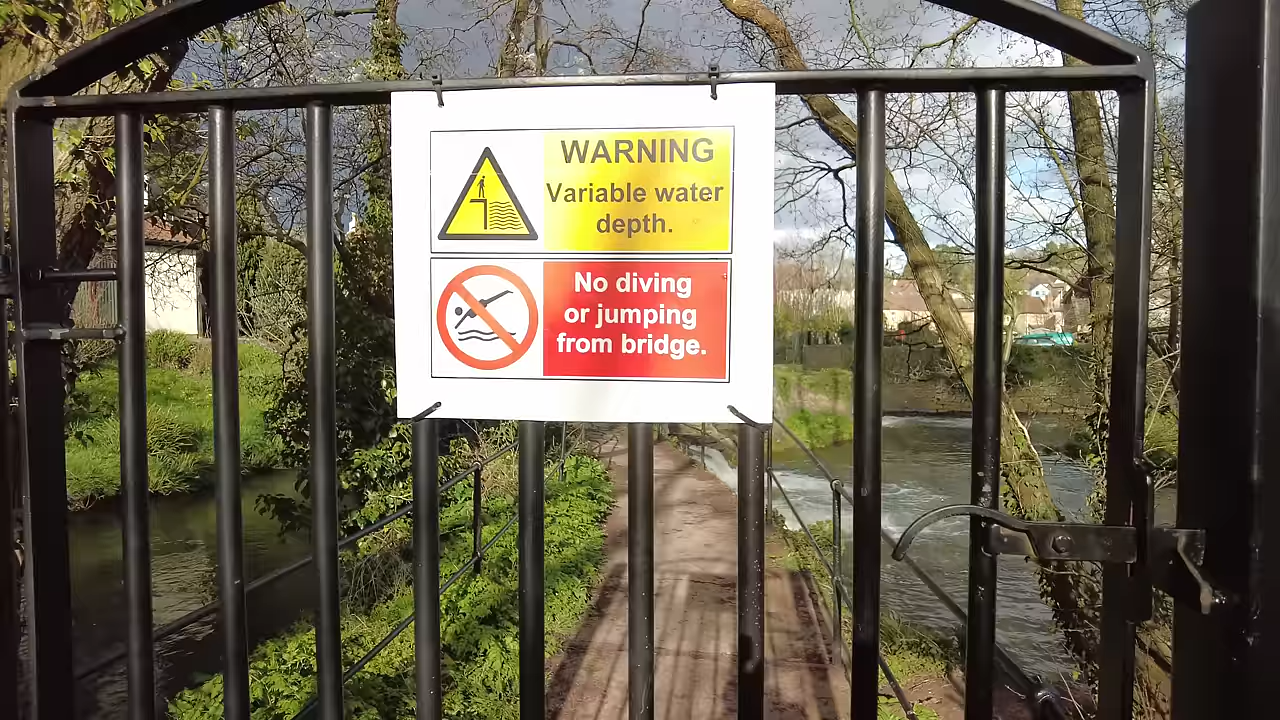 WARNING
Variable water
depth.
No diving
or jumping
from bridge.